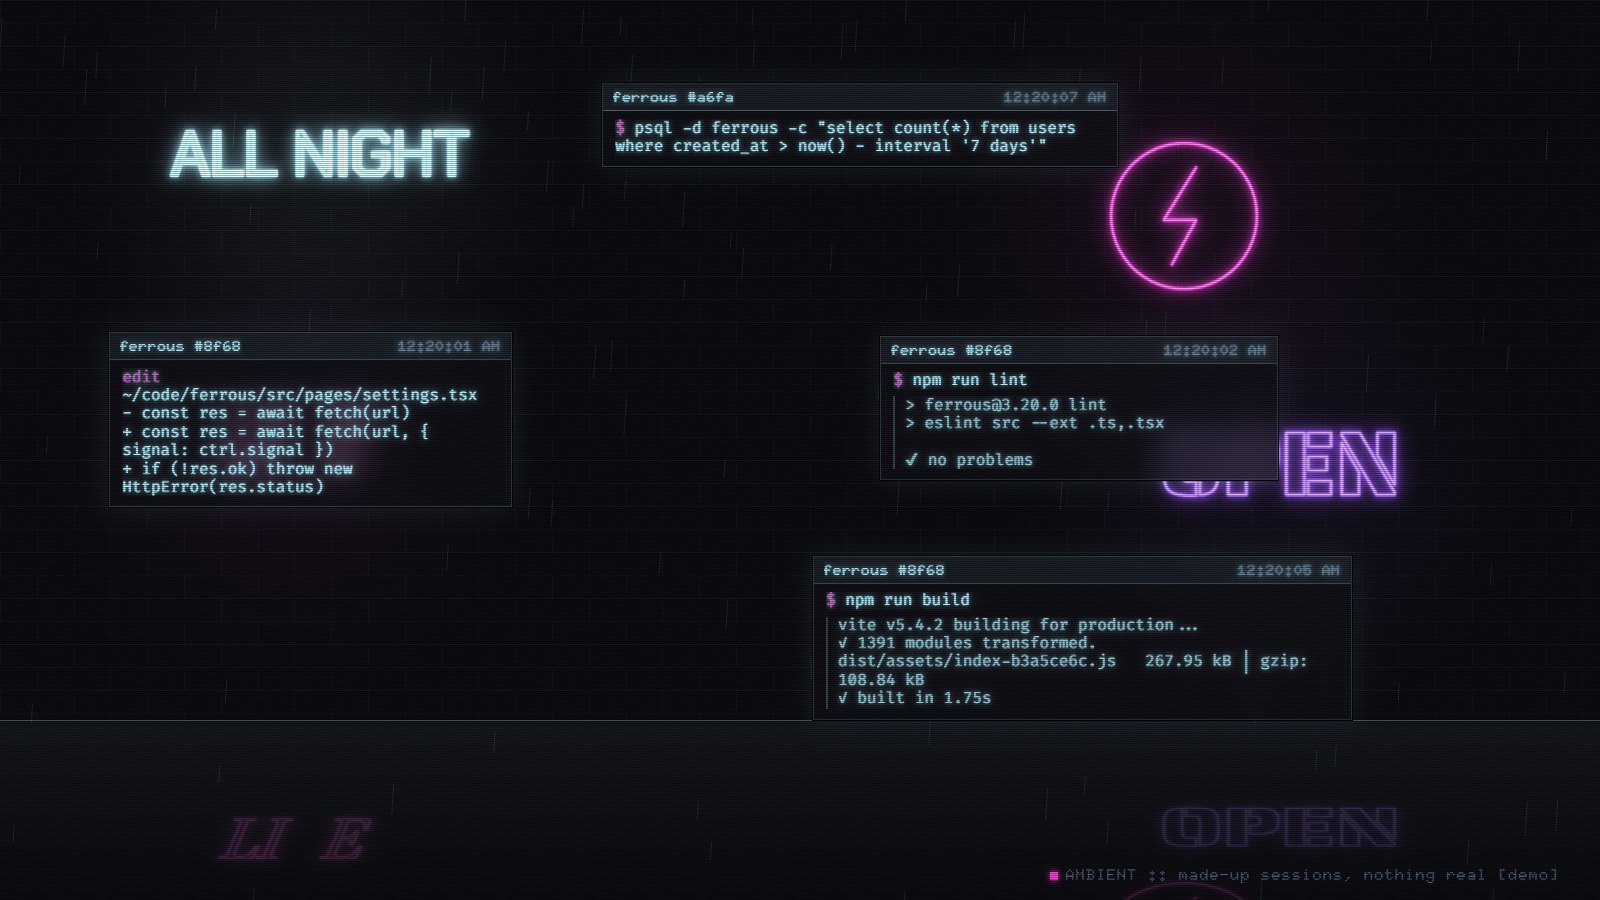 ferrous #a6fa 12:20:07 AM
$ psql -d ferrous -c "select count(*) from users
where created_at > now() - interval '7 days'"
ALL NIGHT
ferrous #8f68 12:20:01 AM
edit
~/code/ferrous/src/pages/settings.tsx
- const res = await fetch(url)
+ const res = await fetch(url, {
signal: ctrl.signal })
+ if (!res.ok) throw new
HttpError(res.status)
ferrous #8f68 12:20:02 AM
$ npm run lint
> ferrous@3.20.0 lint
> eslint src --ext .ts,.tsx
✓ no problems
OPEN
ferrous #8f68 12:20:05 AM
$ npm run build
vite v5.4.2 building for production...
✓ 1391 modules transformed.
dist/assets/index-b3a5ce6c.js 267.95 kB │ gzip:
108.84 kB
✓ built in 1.75s
LI E
OPEN
AMBIENT :: made-up sessions, nothing real [demo]